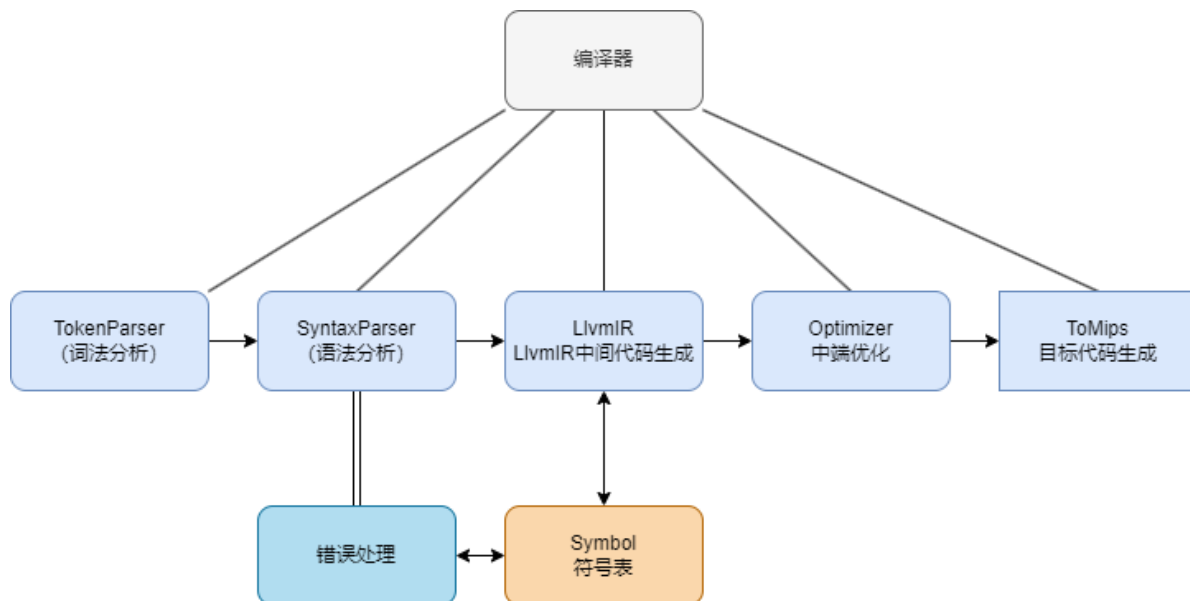 编译器
TokenParser
(词法分析)
SyntaxParser
(语法分析)
LlvmIR
LlvmIR中间代码生成
Optimizer
中端优化
ToMips
目标代码生成
错误处理
Symbol
符号表